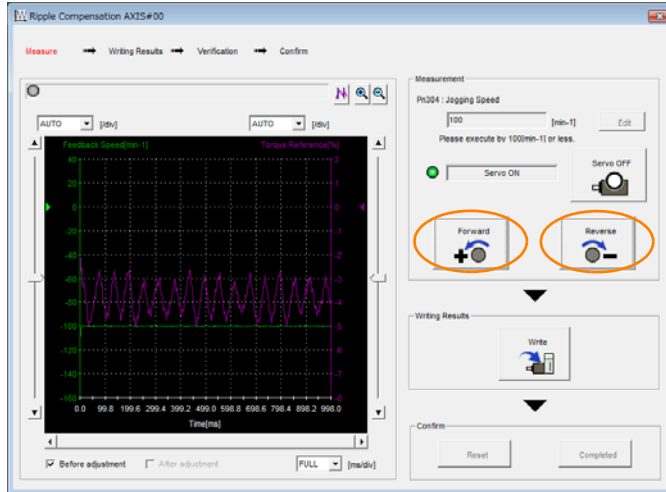 Ripple Compensation AXIS#00
Measure Writing Results Verification Confirm
AUTO [/div] AUTO [/div]
Feedback Speed[min-1] Torque Reference[%]
40 2
20 1
0 0
-20 -1
-40 -2
-60 -3
-80 -4
-100 -5
-120 -6
-140 -7
-160 -8
0.0 99.8 199.6 299.4 399.2 499.0 598.8 698.6 798.4 898.2 998.0
Time[ms]
Before adjustment After adjustment FULL [ms/div]
Measurement
Pn304 : Jogging Speed
100 [min-1] Edit
Please execute by 100[min-1] or less.
Servo ON
Servo OFF
Forward Reverse
Writing Results
Write
Confirm
Reset Completed